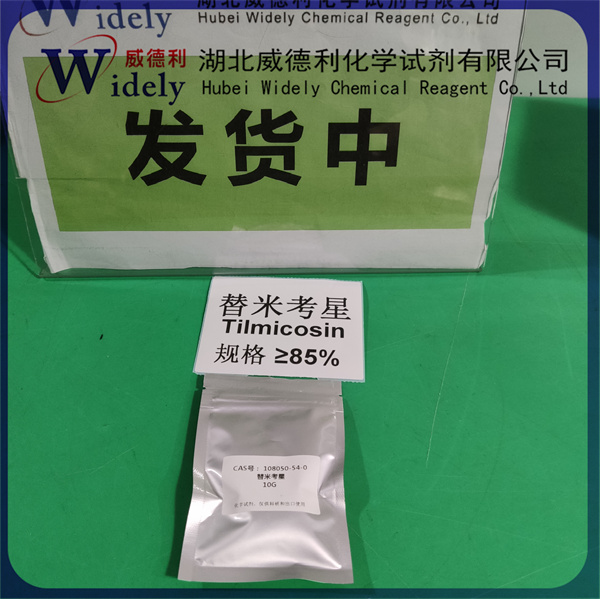 idely 湖北威德利化学试剂有限公司
Hubei Widely Chemical Reagent Co., Ltd
Widely 威德利 湖北威德利化学试剂有限公司
Hubei Widely Chemical Reagent Co.,Ltd
发货中
替米考星
Tilmicosin
规格 ≥85%
CAS号：108050-54-0
替米考星
10G